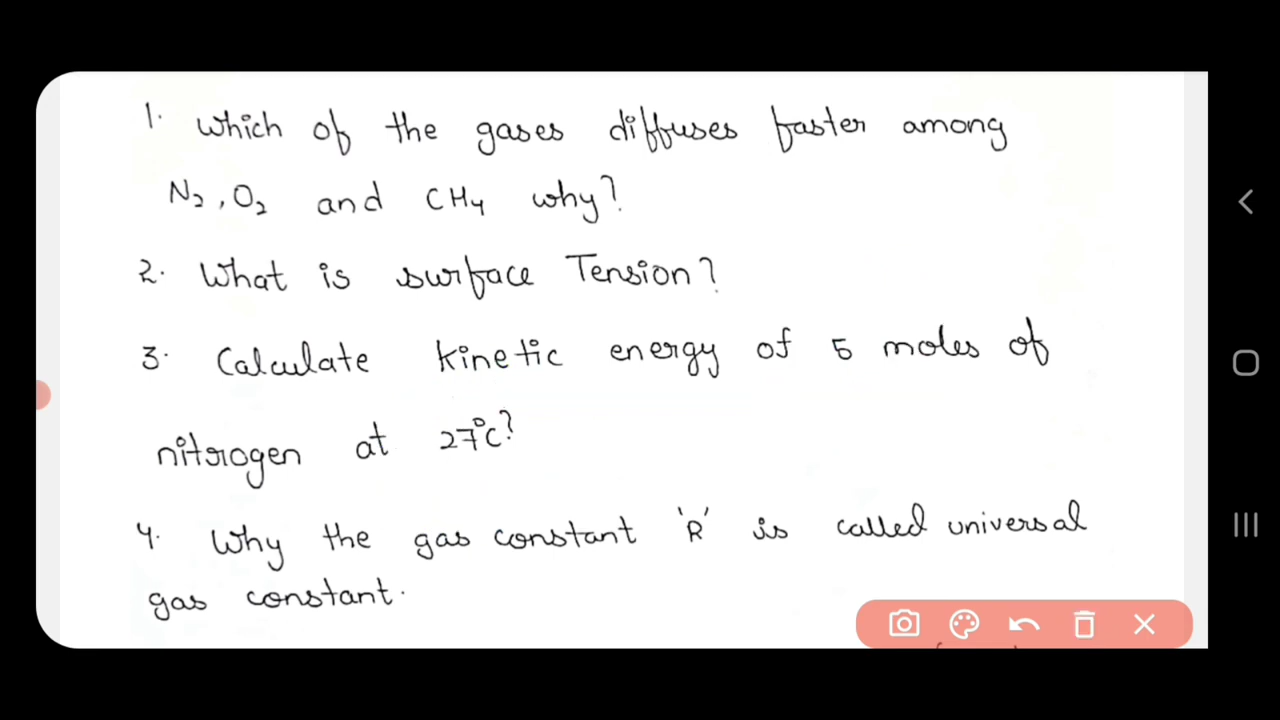 1. Which of the gases diffuses faster among
N₂, O₂ and CH₄ why?
2. What is surface Tension?
3. Calculate kinetic energy of 5 moles of
nitrogen at 27°C?
4. Why the gas constant 'R' is called universal
gas constant.